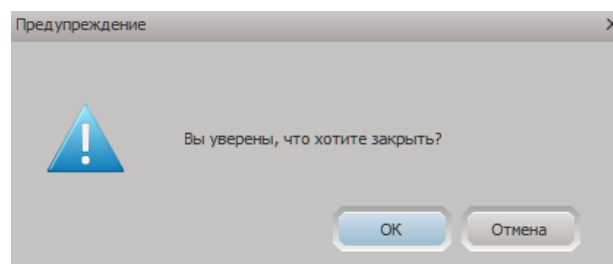 Предупреждение
Вы уверены, что хотите закрыть?
OK
Отмена